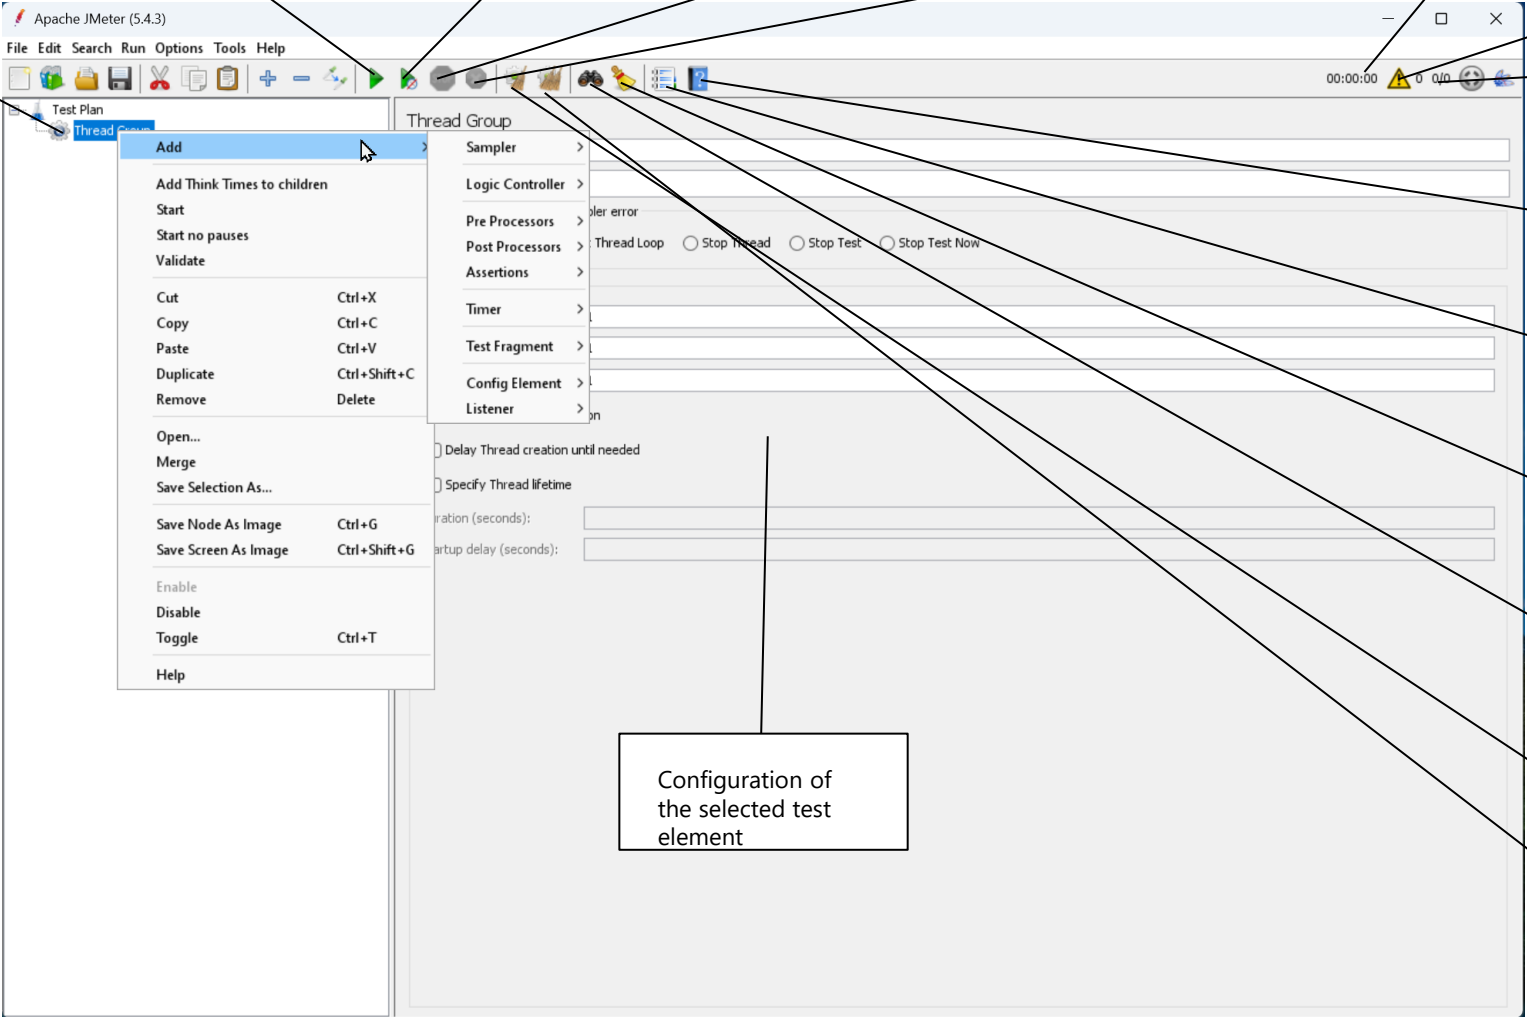 Apache JMeter (5.4.3)
File Edit Search Run Options Tools Help
00:00:00 0 0/0
Test Plan
Thread Group
Thread Group
Add
Add Think Times to children
Start
Start no pauses
Validate
Cut Ctrl+X
Copy Ctrl+C
Paste Ctrl+V
Duplicate Ctrl+Shift+C
Remove Delete
Open...
Merge
Save Selection As...
Save Node As Image Ctrl+G
Save Screen As Image Ctrl+Shift+G
Enable
Disable
Toggle Ctrl+T
Help
Sampler
Logic Controller
Pre Processors
Post Processors
Assertions
Timer
Test Fragment
Config Element
Listener
error
Thread Loop Stop Thread Stop Test Stop Test Now
Delay Thread creation until needed
Specify Thread lifetime
(seconds):
delay (seconds):
Configuration of
the selected test
element